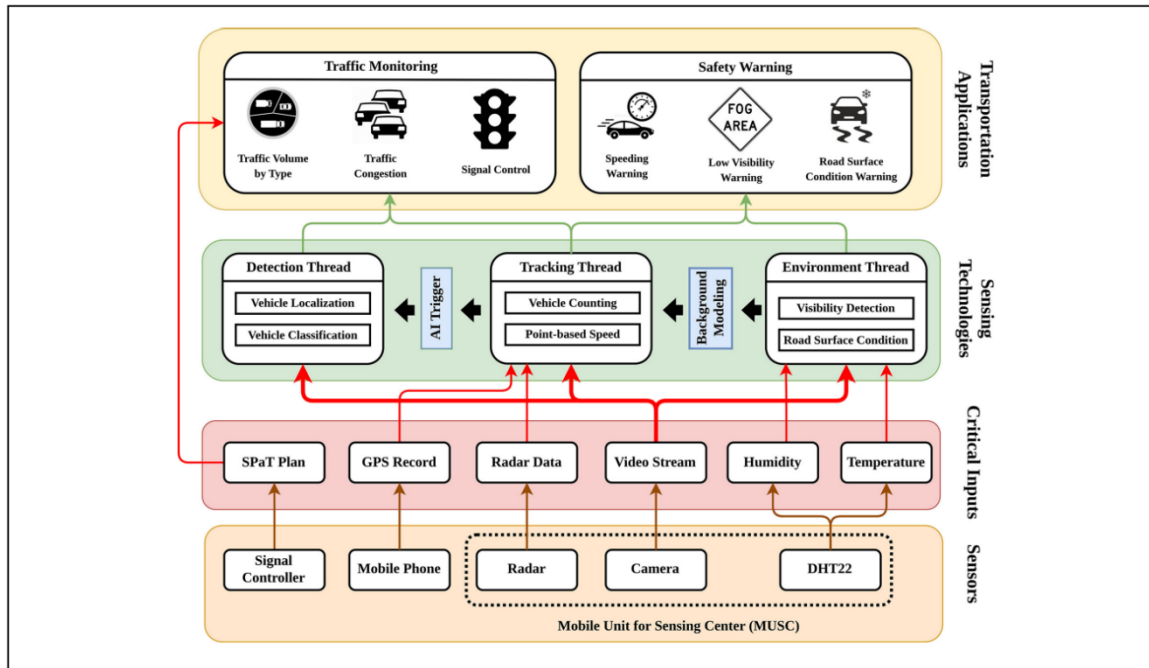 Traffic Monitoring
Safety Warning
FOG
AREA
Traffic Volume
by Type
Traffic
Congestion
Signal Control
Speeding
Warning
Low Visibility
Warning
Road Surface
Condition Warning
Transportation
Applications
Detection Thread
Vehicle Localization
Vehicle Classification
AI Trigger
Tracking Thread
Vehicle Counting
Point-based Speed
Background
Modeling
Environment Thread
Visibility Detection
Road Surface Condition
Sensing
Technologies
SPaT Plan
GPS Record
Radar Data
Video Stream
Humidity
Temperature
Critical Inputs
Signal
Controller
Mobile Phone
Radar
Camera
DHT22
Mobile Unit for Sensing Center (MUSC)
Sensors